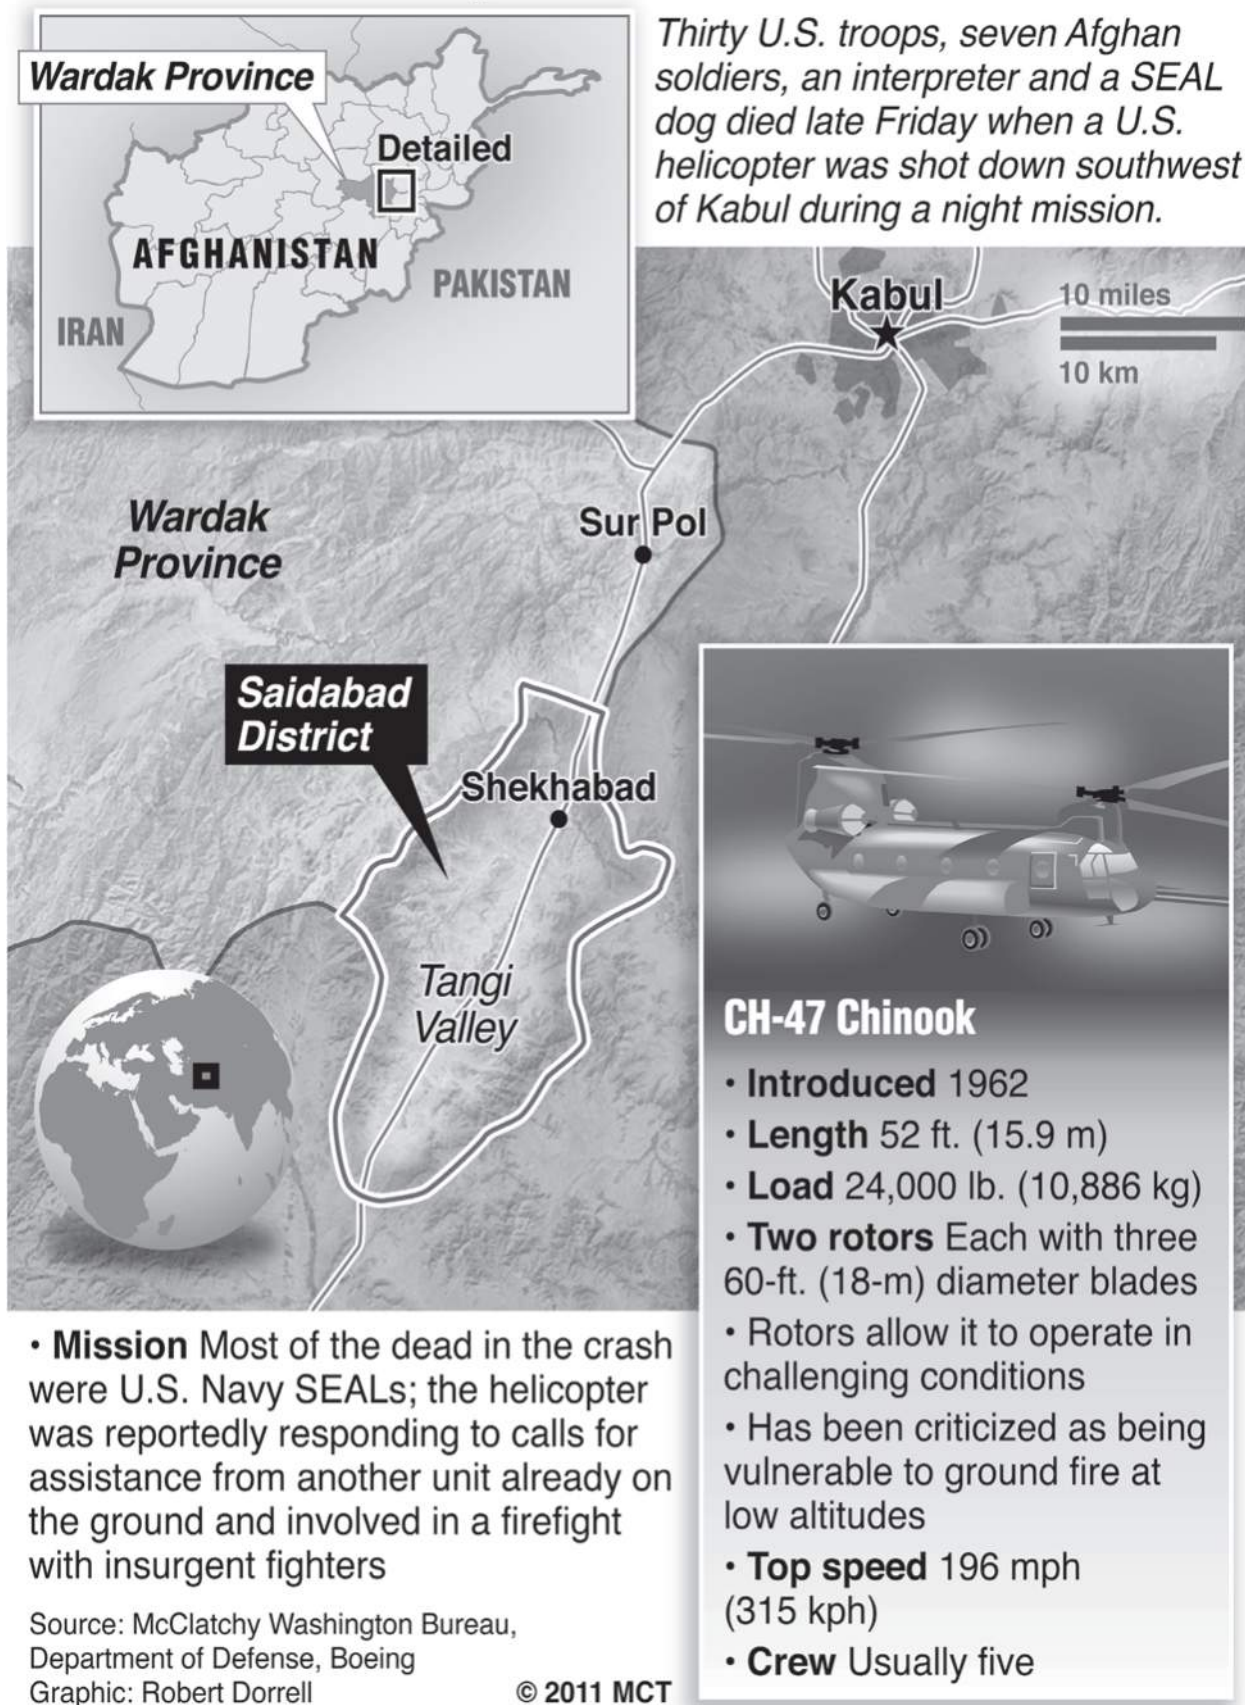 Thirty U.S. troops, seven Afghan
soldiers, an interpreter and a SEAL
dog died late Friday when a U.S.
helicopter was shot down southwest
of Kabul during a night mission.
Wardak Province
Detailed
AFGHANISTAN
PAKISTAN
IRAN
Kabul
10 miles
10 km
Wardak
Province
Sur Pol
Saidabad
District
Shekhabad
Tangi
Valley
CH-47 Chinook
• Introduced 1962
• Length 52 ft. (15.9 m)
• Load 24,000 lb. (10,886 kg)
• Two rotors Each with three
60-ft. (18-m) diameter blades
• Rotors allow it to operate in
challenging conditions
• Has been criticized as being
vulnerable to ground fire at
low altitudes
• Top speed 196 mph
(315 kph)
• Crew Usually five
• Mission Most of the dead in the crash
were U.S. Navy SEALs; the helicopter
was reportedly responding to calls for
assistance from another unit already on
the ground and involved in a firefight
with insurgent fighters
Source: McClatchy Washington Bureau,
Department of Defense, Boeing
Graphic: Robert Dorrell
© 2011 MCT